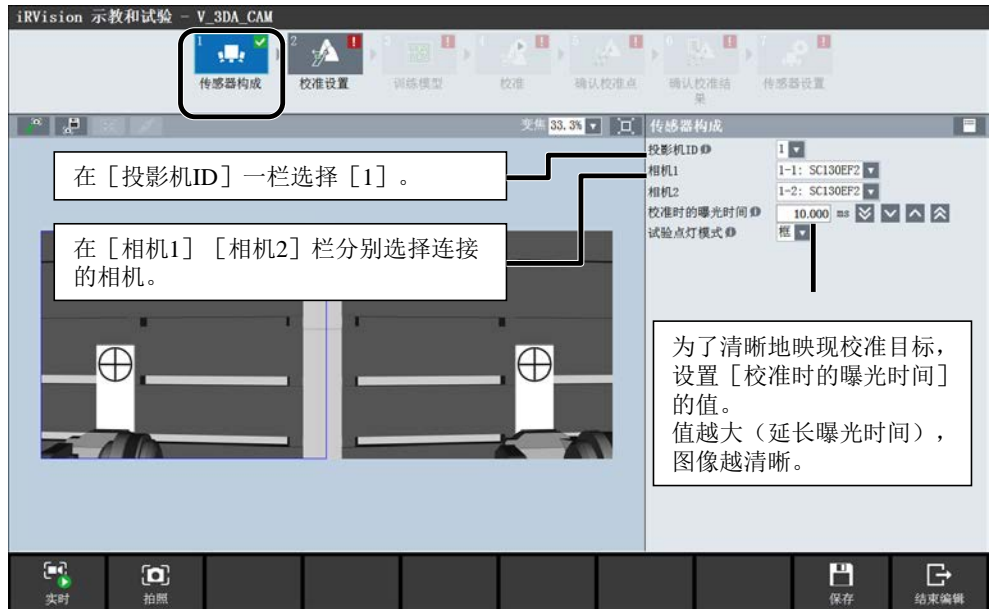 iRVision 示教和试验 - V_3DA_CAM
1
传感器构成
2
校准设置
3
训练模型
4
校准
5
确认校准点
6
确认校准结
果
7
传感器设置
变焦 33.3%
传感器构成
投影机ID 1
相机1 1-1: SC130EF2
相机2 1-2: SC130EF2
校准时的曝光时间 10.000 ms
试验点灯模式 框
在［投影机ID］一栏选择［1］。
在［相机1］［相机2］栏分别选择连接
的相机。
为了清晰地映现校准目标，
设置［校准时的曝光时间］
的值。
值越大（延长曝光时间），
图像越清晰。
实时
拍照
保存
结束编辑